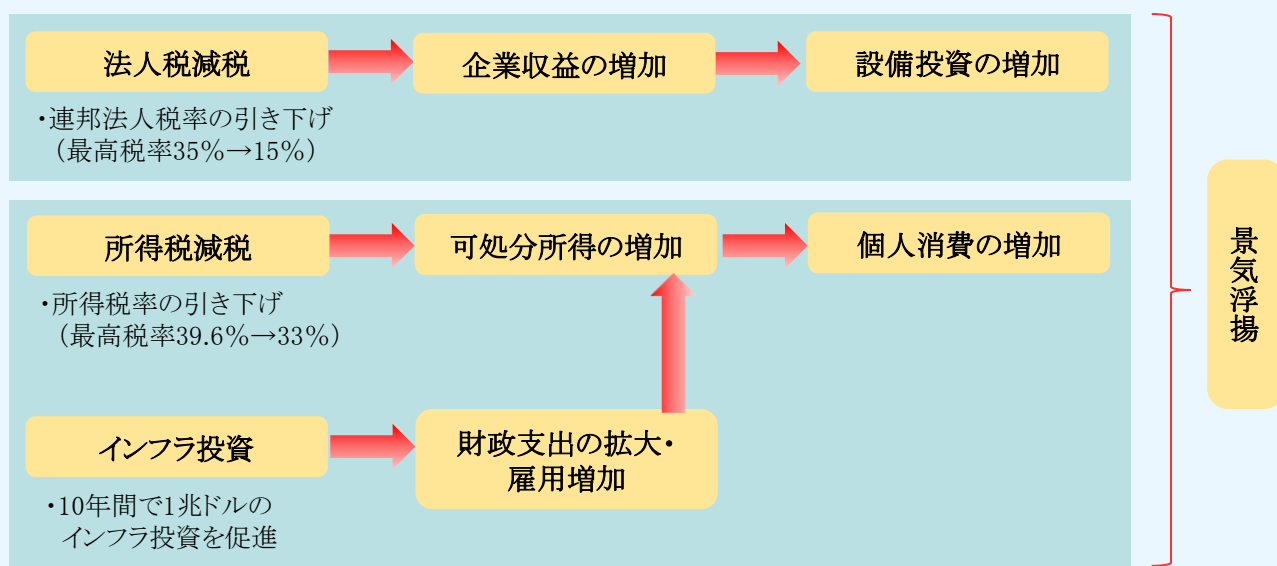 法人税減税
企業収益の増加
設備投資の増加
・連邦法人税率の引き下げ
（最高税率35％→15％）
所得税減税
可処分所得の増加
個人消費の増加
・所得税率の引き下げ
（最高税率39.6％→33％）
インフラ投資
財政支出の拡大・
雇用増加
・10年間で1兆ドルの
インフラ投資を促進
景気浮揚